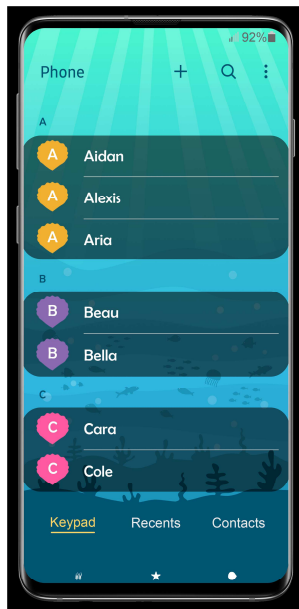 92%
Phone
A
A Aidan
A Alexis
A Aria
B
B Beau
B Bella
C
C Cara
C Cole
Keypad Recents Contacts